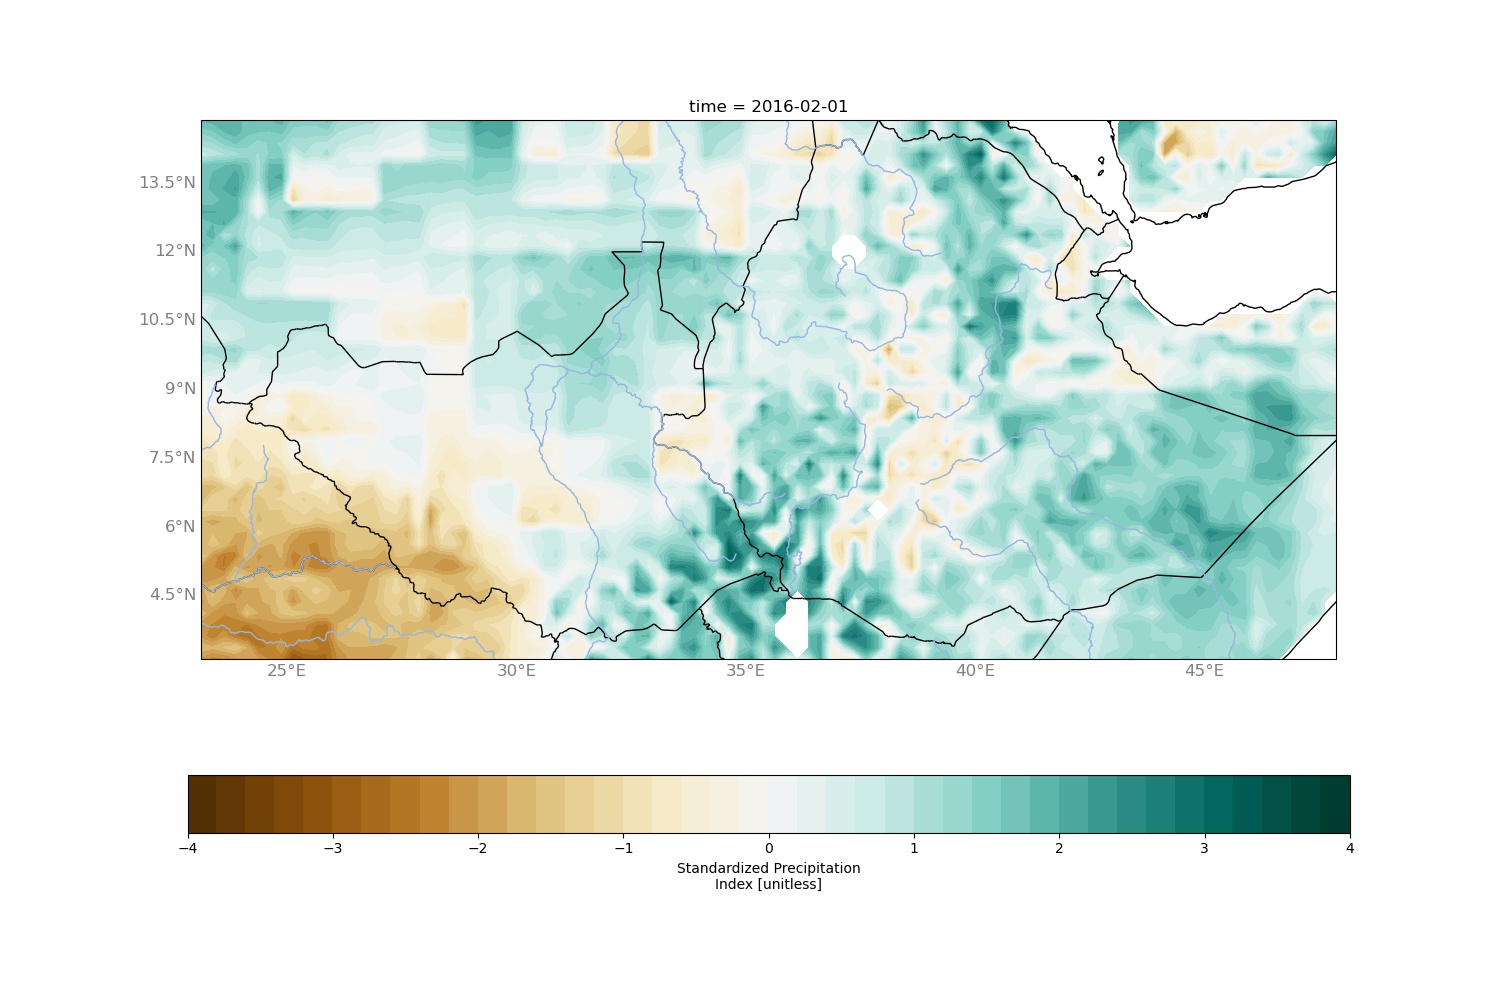 time = 2016-02-01
13.5°N
12°N
10.5°N
9°N
7.5°N
6°N
4.5°N
25°E 30°E 35°E 40°E 45°E
−4 −3 −2 −1 0 1 2 3 4
Standardized Precipitation
Index [unitless]